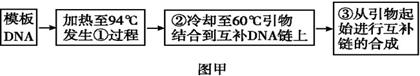 模板
DNA
加热至94℃
发生①过程
②冷却至60℃引物
结合到互补DNA链上
③从引物起
始进行互补
链的合成
图甲